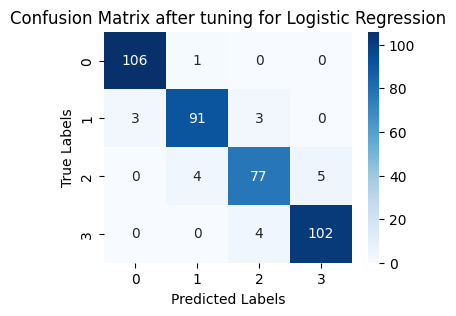 Confusion Matrix after tuning for Logistic Regression
0 106 1 0 0
1 3 91 3 0
2 0 4 77 5
3 0 0 4 102
0 1 2 3
Predicted Labels
True Labels
100
80
60
40
20
0